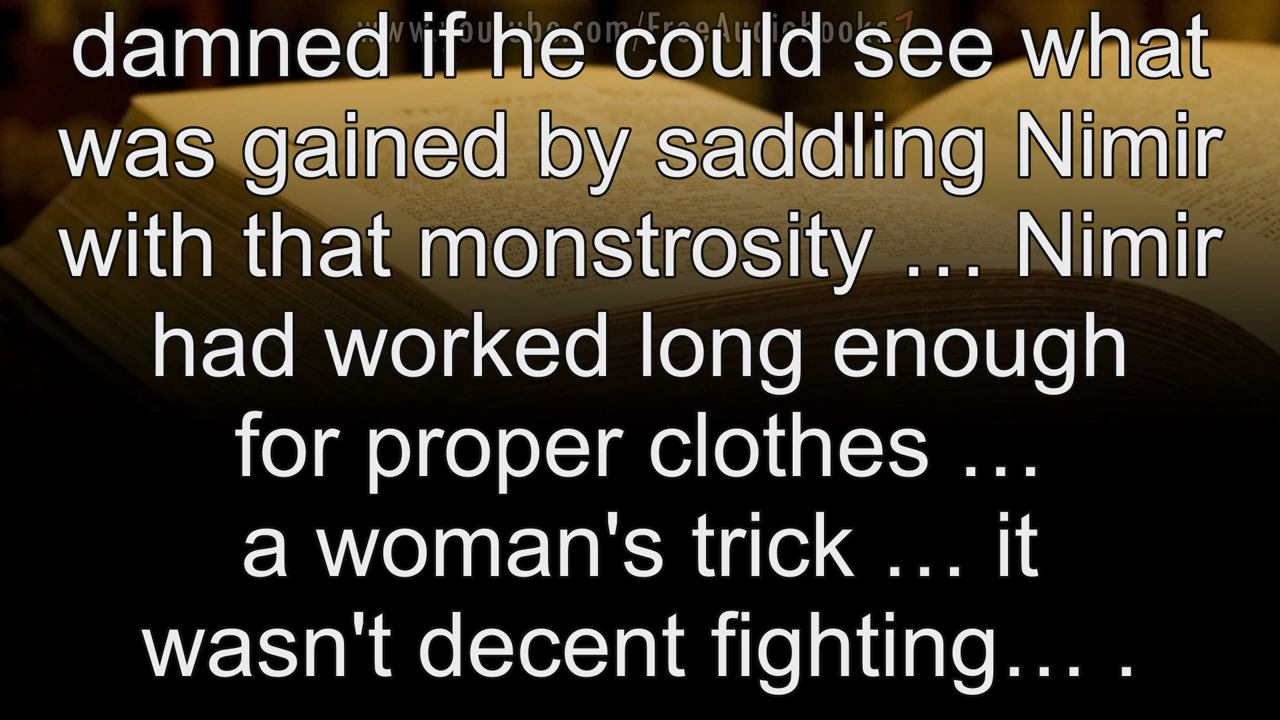 www.youtube.com/FreeAudiobooks7
damned if he could see what
was gained by saddling Nimir
with that monstrosity … Nimir
had worked long enough
for proper clothes …
a woman's trick … it
wasn't decent fighting… .